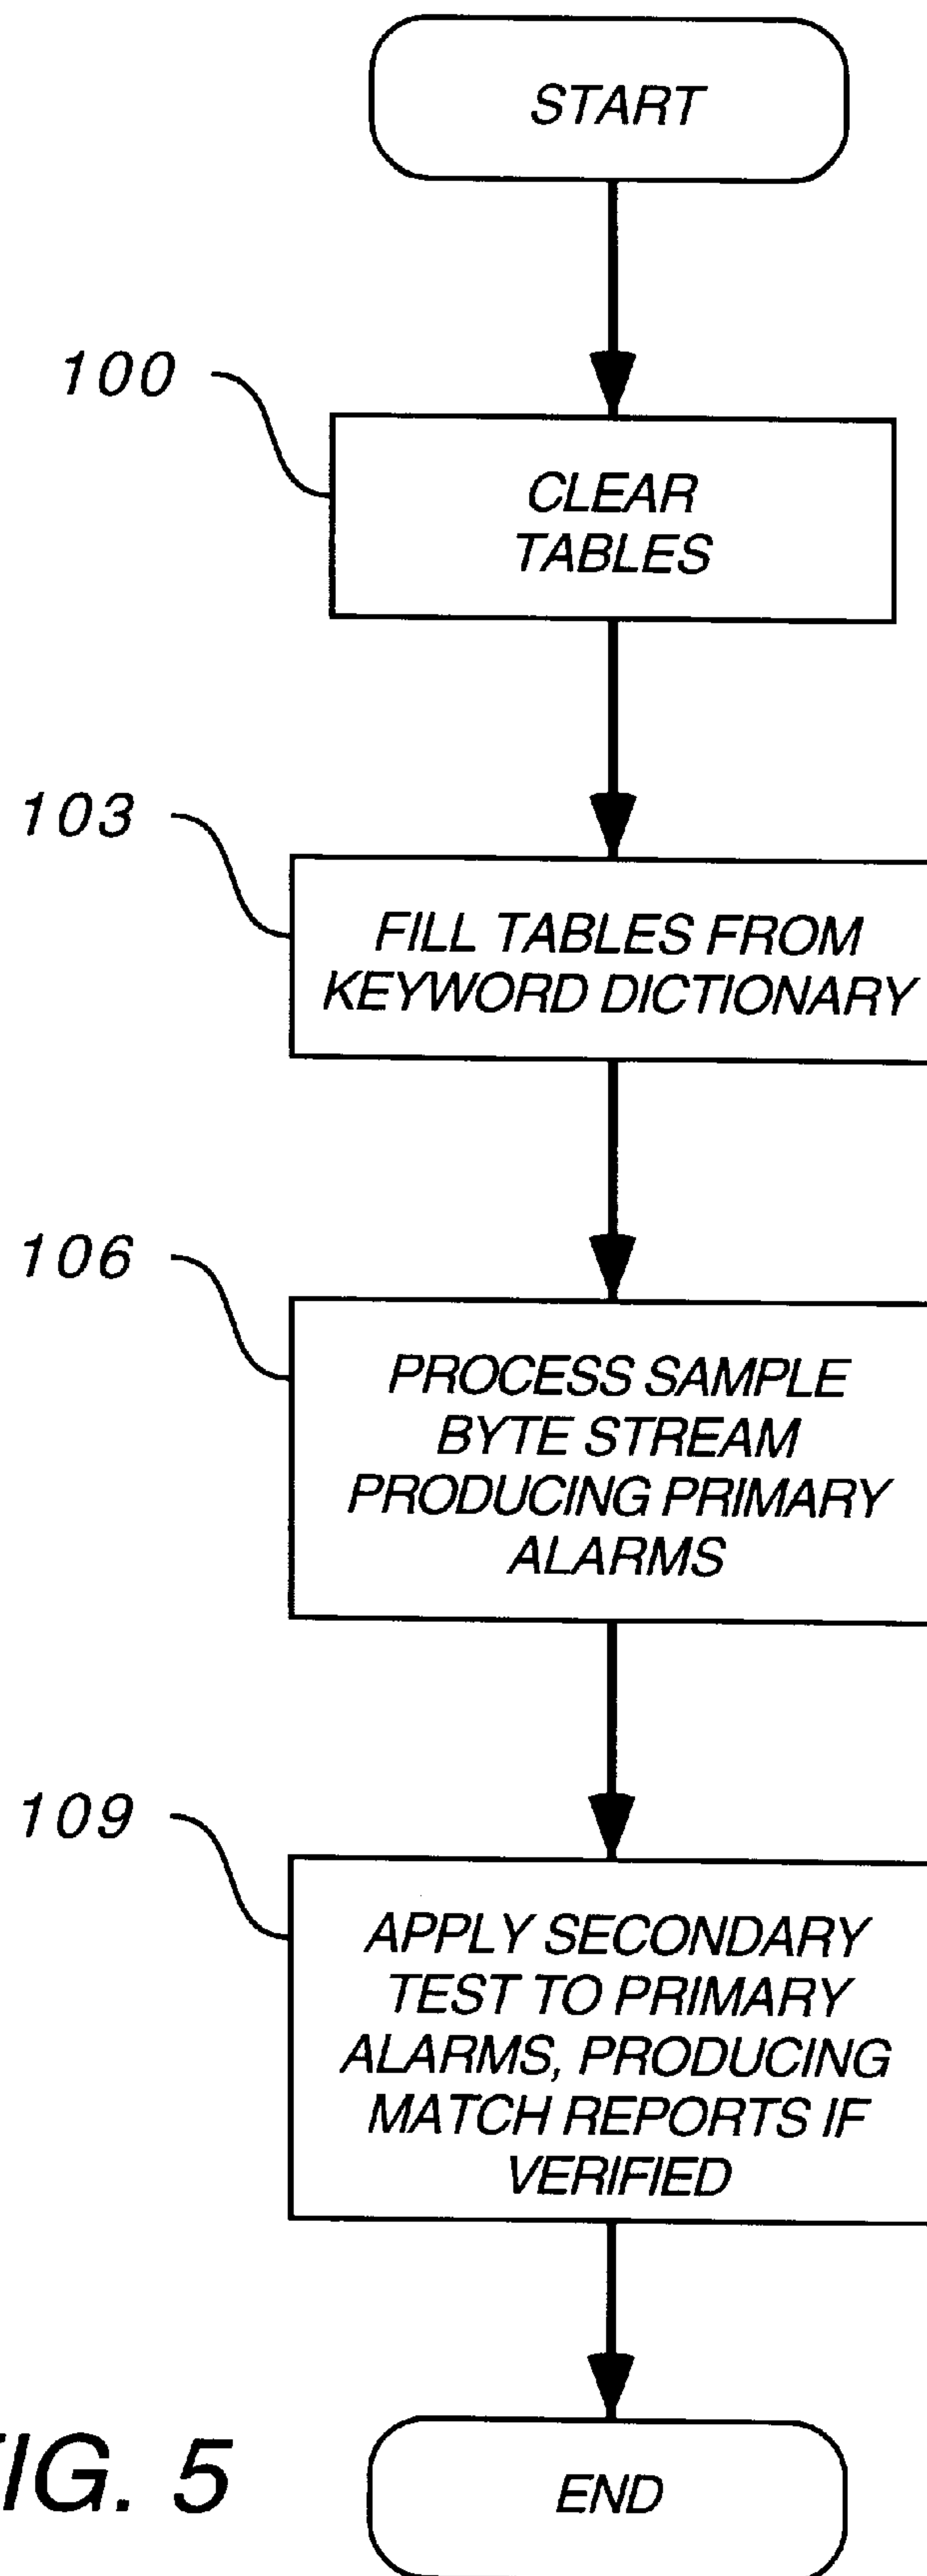 START
100
CLEAR
TABLES
103
FILL TABLES FROM
KEYWORD DICTIONARY
106
PROCESS SAMPLE
BYTE STREAM
PRODUCING PRIMARY
ALARMS
109
APPLY SECONDARY
TEST TO PRIMARY
ALARMS, PRODUCING
MATCH REPORTS IF
VERIFIED
END
FIG. 5